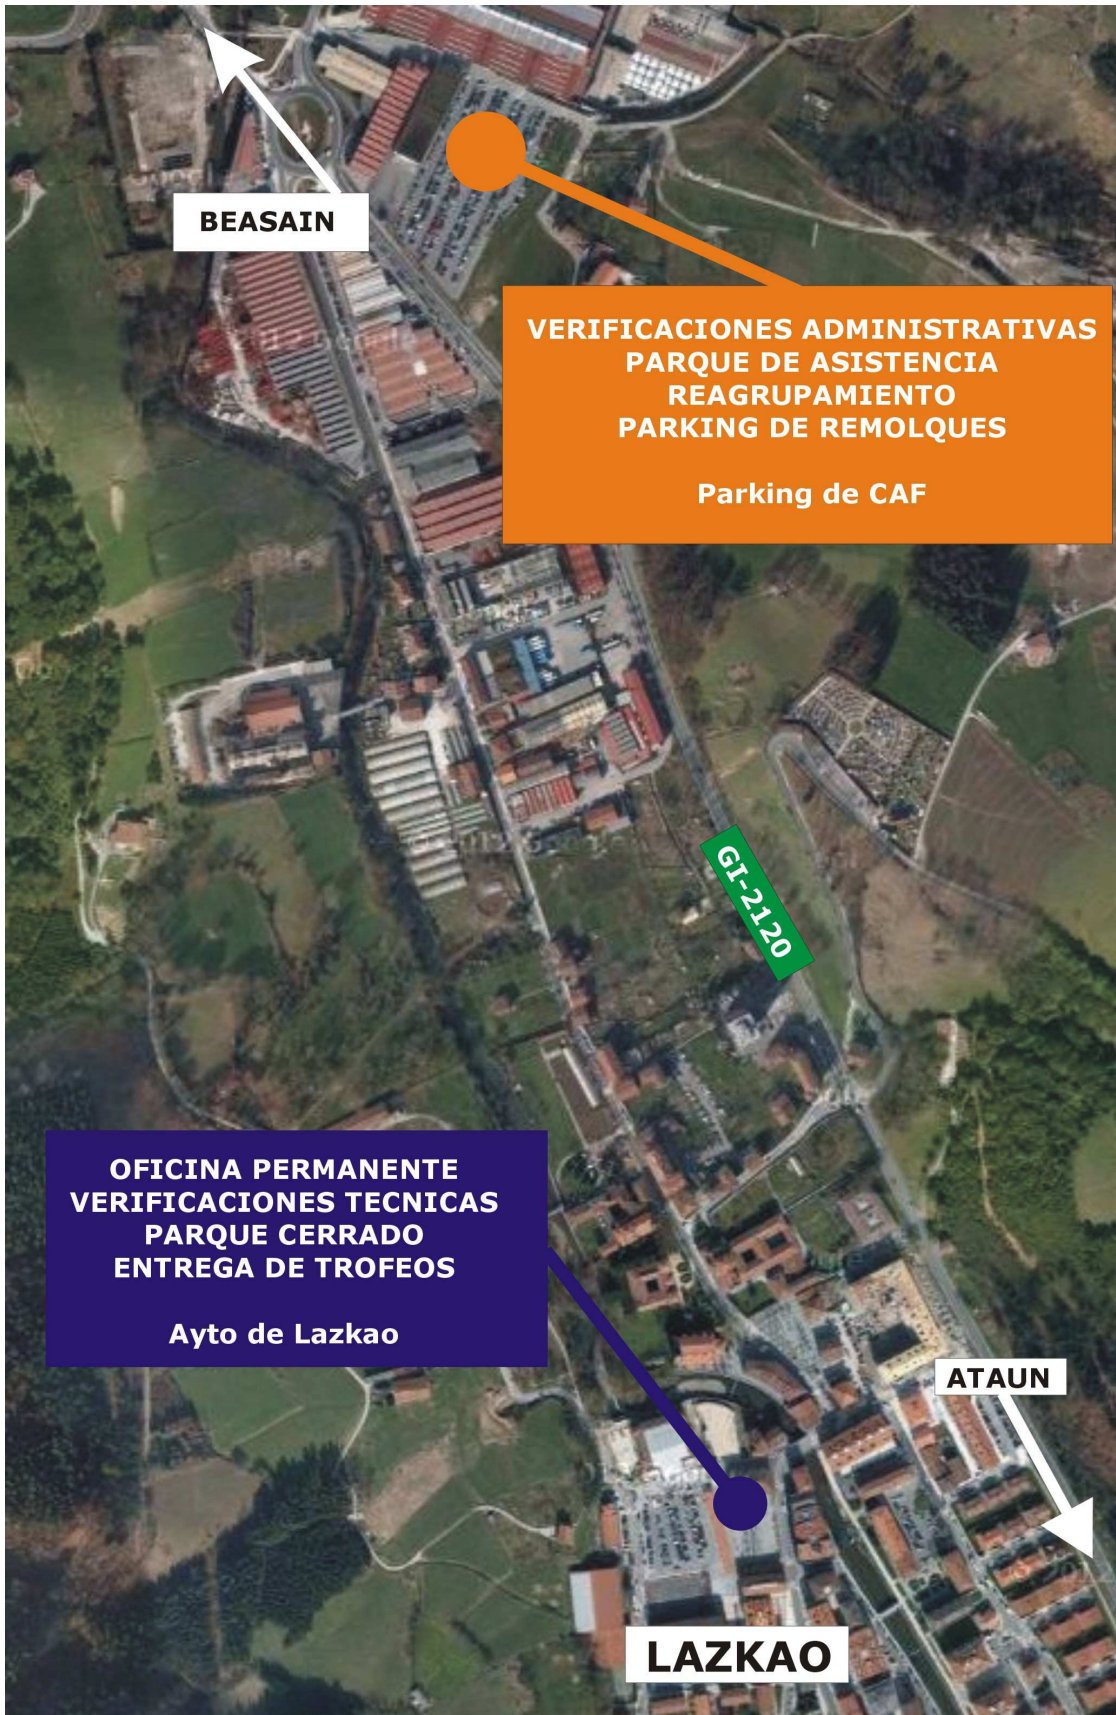 BEASAIN
VERIFICACIONES ADMINISTRATIVAS
PARQUE DE ASISTENCIA
REAGRUPAMIENTO
PARKING DE REMOLQUES
Parking de CAF
GI-2120
OFICINA PERMANENTE
VERIFICACIONES TECNICAS
PARQUE CERRADO
ENTREGA DE TROFEOS
Ayto de Lazkao
ATAUN
LAZKAO